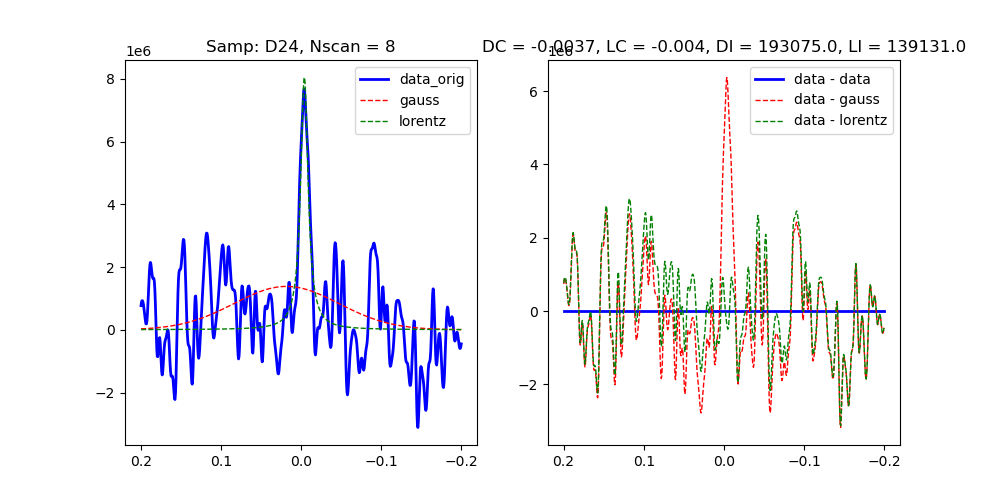 Samp: D24, Nscan = 8
1e6
data_orig
gauss
lorentz
8
6
4
2
0
−2
0.2 0.1 0.0 −0.1 −0.2
DC = -0.0037, LC = -0.004, DI = 193075.0, LI = 139131.0
1e6
data - data
data - gauss
data - lorentz
6
4
2
0
−2
0.2 0.1 0.0 −0.1 −0.2